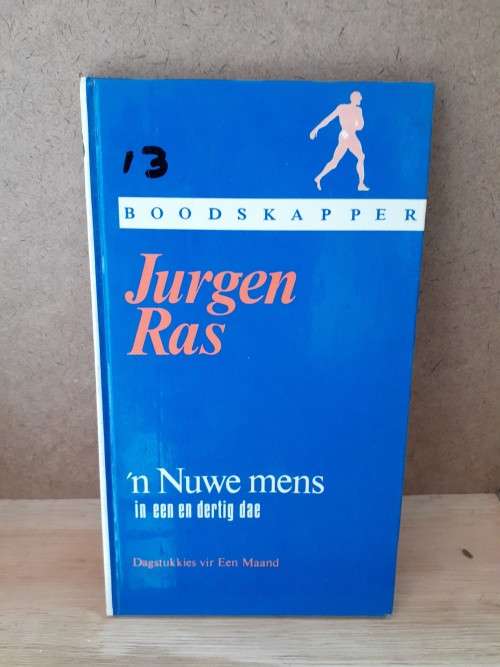 13
BOODSKAPPER
Jurgen
Ras
'n Nuwe mens
in een en dertig dae
Dagstukkies vir Een Maand